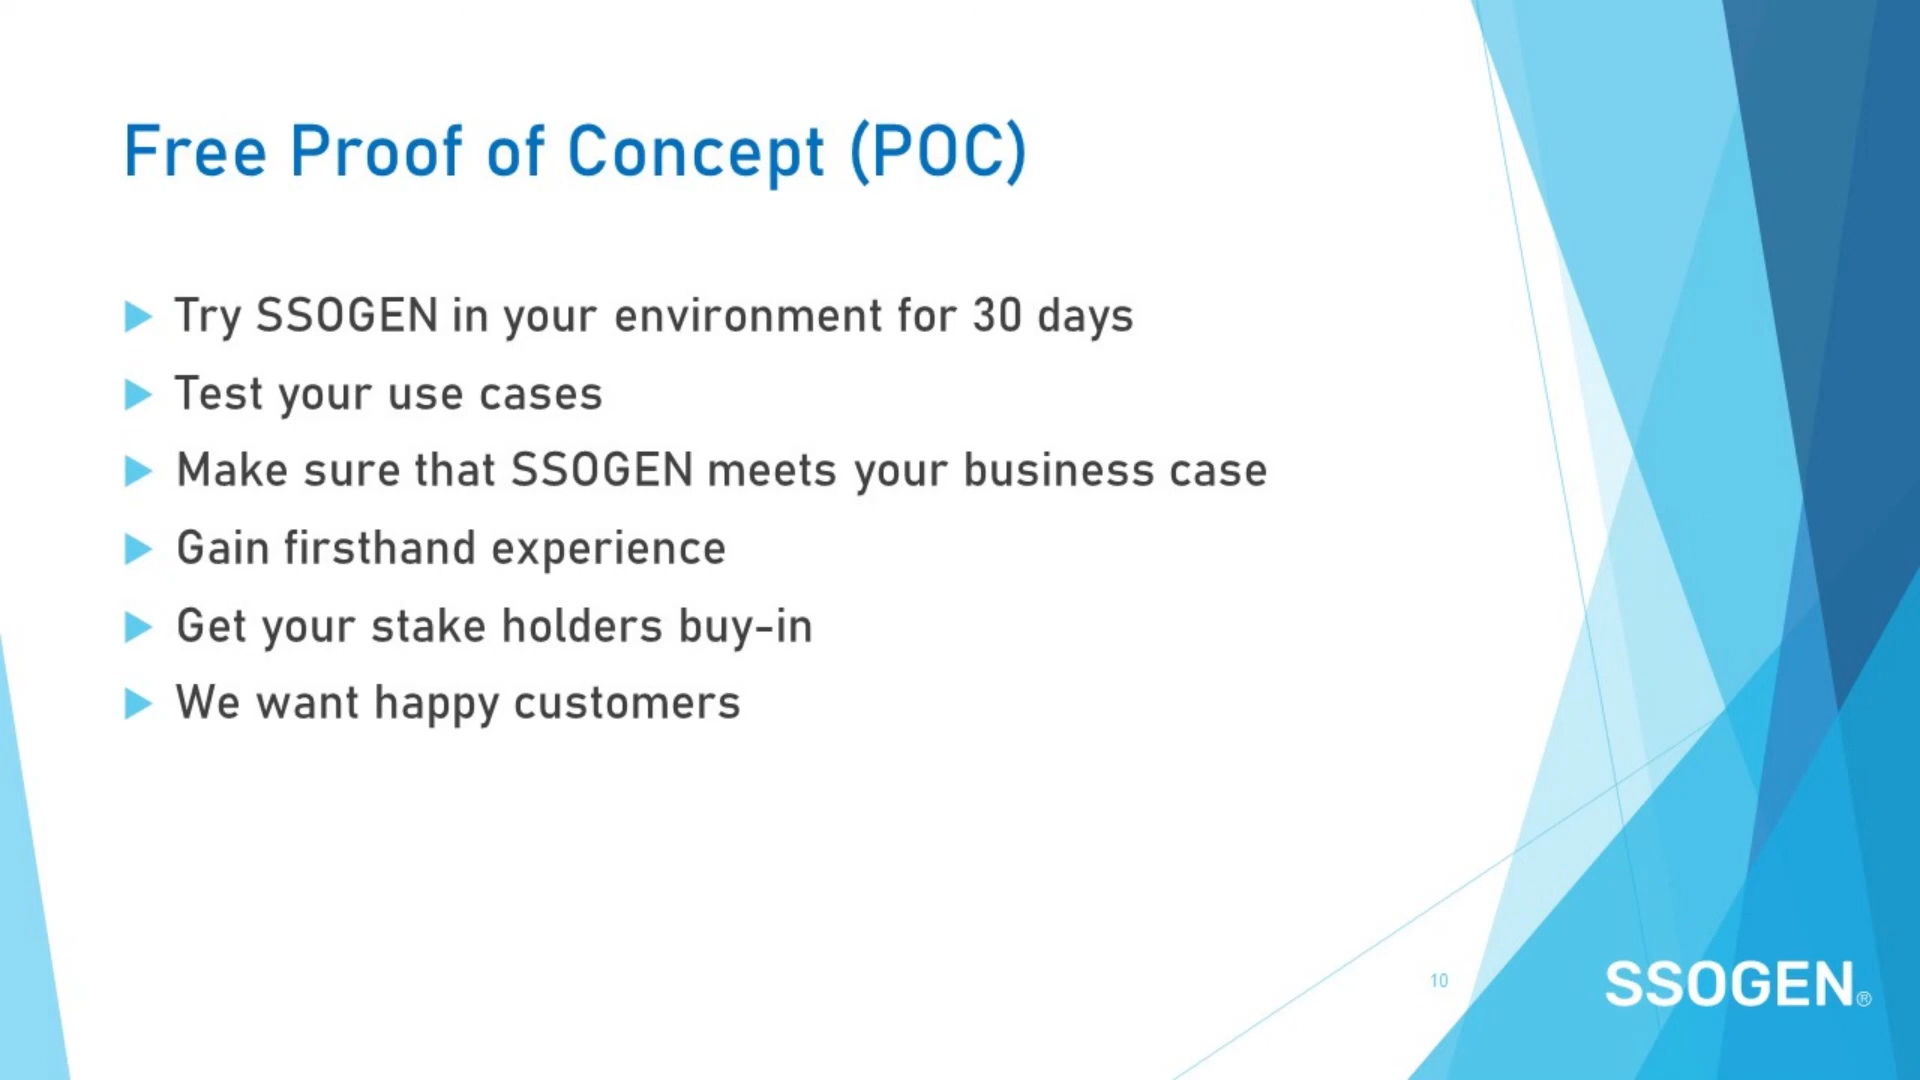 Free Proof of Concept (POC)
Try SSOGEN in your environment for 30 days
Test your use cases
Make sure that SSOGEN meets your business case
Gain firsthand experience
Get your stake holders buy-in
We want happy customers
10
SSOGEN®